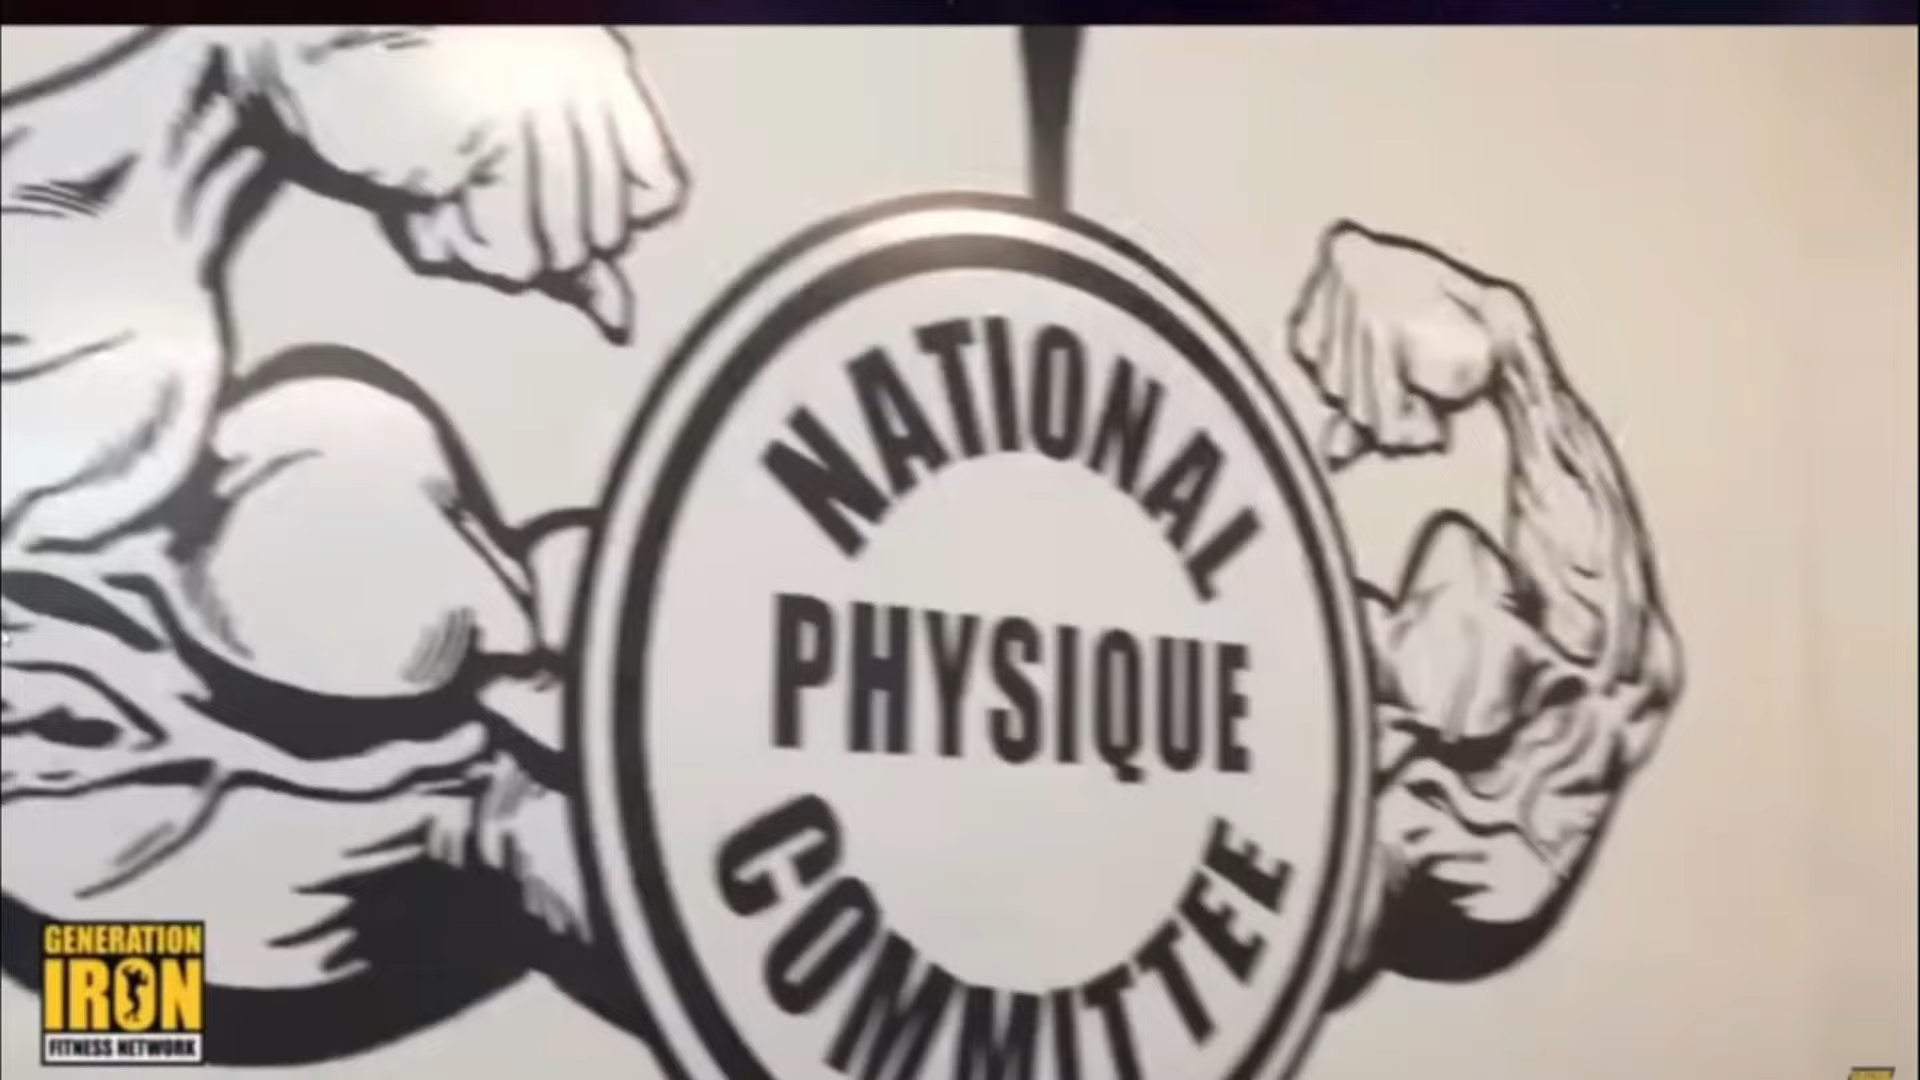 NATIONAL
PHYSIQUE
COMMITTEE
GENERATION
IRON
FITNESS NETWORK